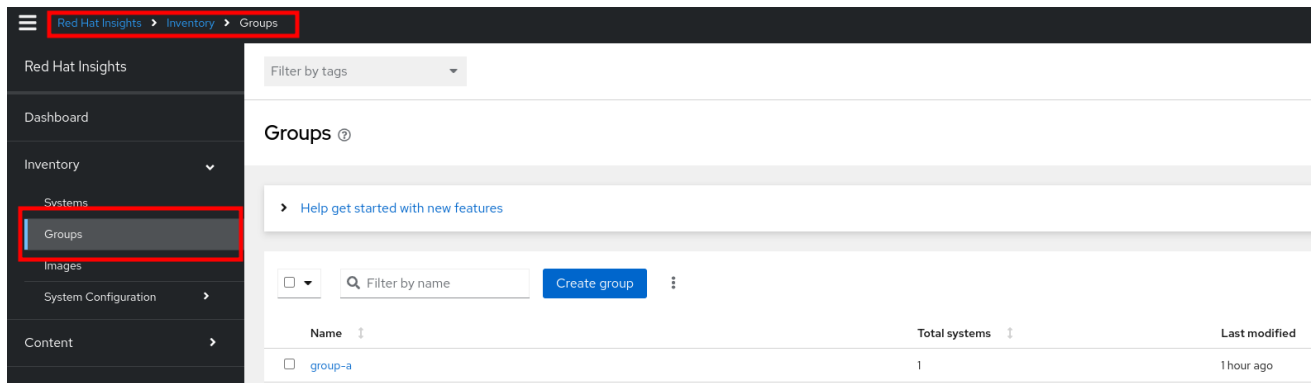 Red Hat Insights > Inventory > Groups
Red Hat Insights
Dashboard
Inventory
Systems
Groups
Images
System Configuration
Content
Filter by tags
Groups
Help get started with new features
Filter by name
Create group
Name Total systems Last modified
group-a 1 1 hour ago